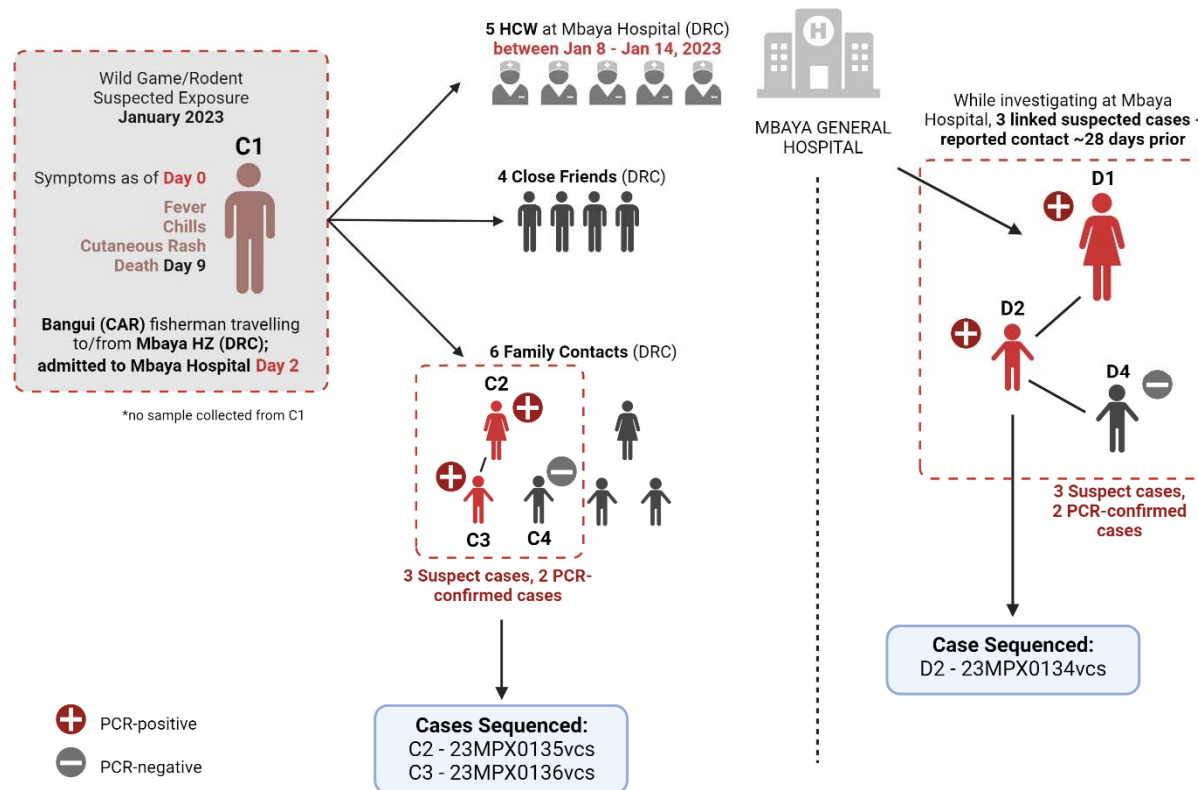 Wild Game/Rodent
Suspected Exposure
January 2023
C1
Symptoms as of Day 0
Fever
Chills
Cutaneous Rash
Death Day 9
Bangui (CAR) fisherman travelling
to/from Mbaya HZ (DRC);
admitted to Mbaya Hospital Day 2
*no sample collected from C1
5 HCW at Mbaya Hospital (DRC)
between Jan 8 - Jan 14, 2023
4 Close Friends (DRC)
6 Family Contacts (DRC)
C2
C3
C4
3 Suspect cases, 2 PCR-
confirmed cases
Cases Sequenced:
C2 - 23MPX0135vcs
C3 - 23MPX0136vcs
PCR-positive
PCR-negative
H
MBAYA GENERAL
HOSPITAL
While investigating at Mbaya
Hospital, 3 linked suspected cases -
reported contact ~28 days prior
D1
D2
D4
3 Suspect cases,
2 PCR-confirmed
cases
Case Sequenced:
D2 - 23MPX0134vcs